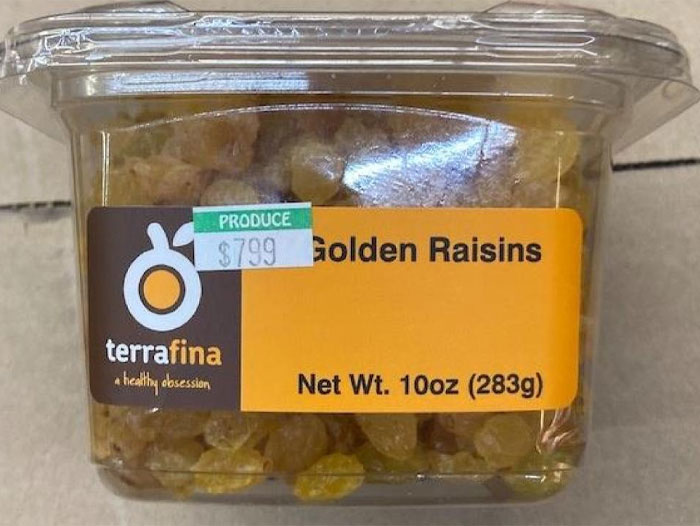 PRODUCE
$799
Golden Raisins
terrafina
a healthy obsession
Net Wt. 10oz (283g)